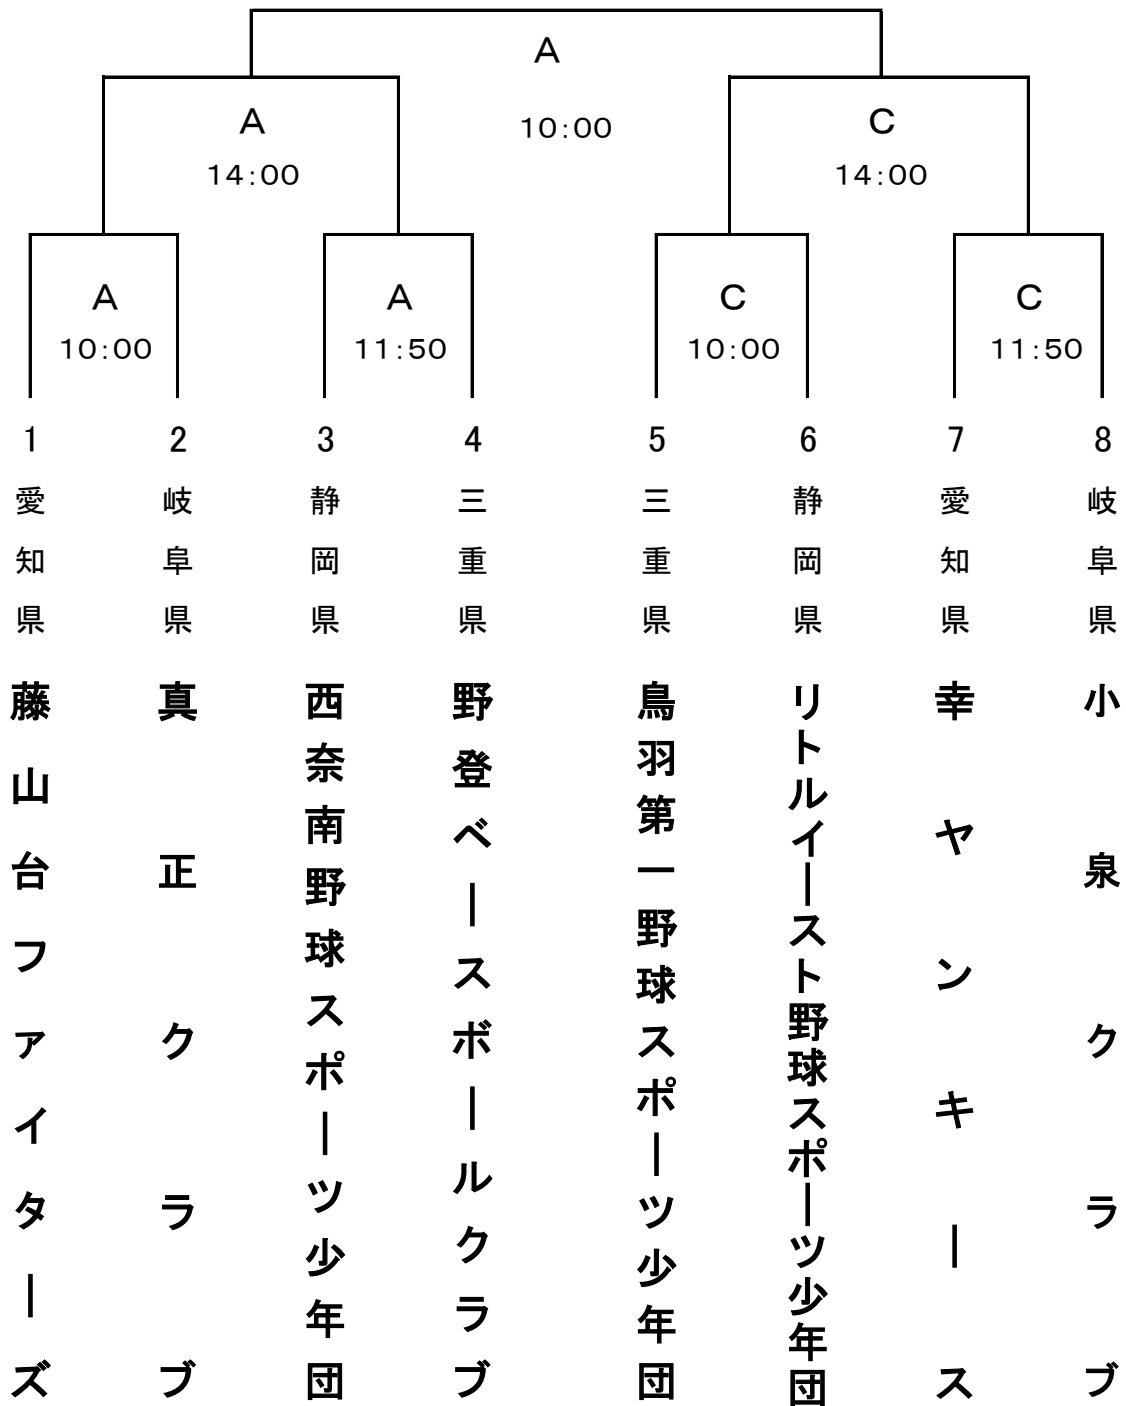 A
10:00
A
14:00
C
14:00
A
10:00
A
11:50
C
10:00
C
11:50
1
愛知県
藤山台ファイターズ
2
岐阜県
真正クラブ
3
静岡県
西奈南野球スポーツ少年団
4
三重県
野登ベースボールクラブ
5
三重県
鳥羽第一野球スポーツ少年団
6
静岡県
リトルイースト野球スポーツ少年団
7
愛知県
幸ヤンキース
8
岐阜県
小泉クラブ